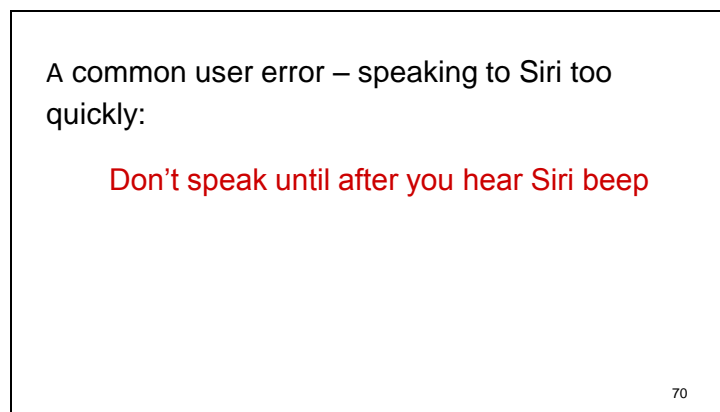 A common user error – speaking to Siri too
quickly:
Don’t speak until after you hear Siri beep
70